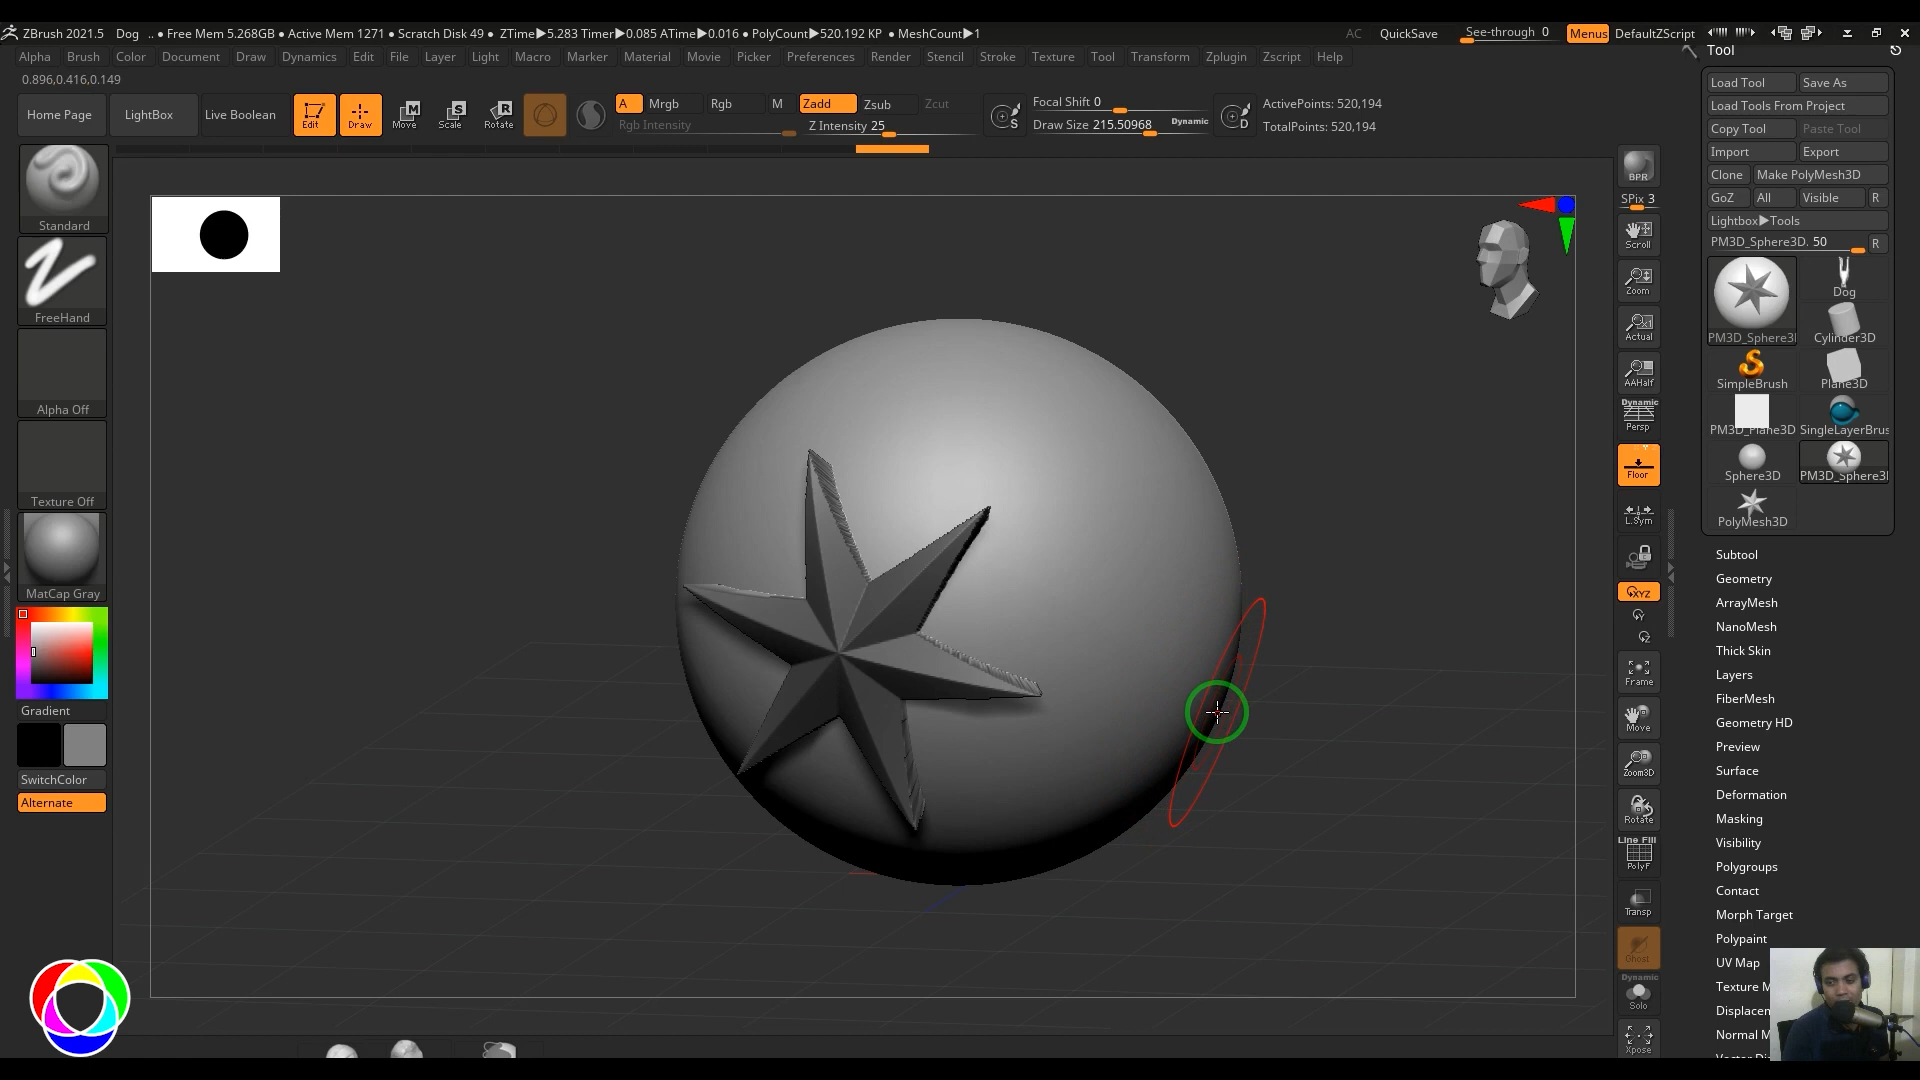 ZBrush 2021.5 Dog .. ● Free Mem 5.268GB ● Active Mem 1271 ● Scratch Disk 49 ● ZTime▶5.283 Timer▶0.085 ATime▶0.016 ● PolyCount▶520.192 KP ● MeshCount▶1 AC QuickSave See-through 0 Menus DefaultZScript
Alpha Brush Color Document Draw Dynamics Edit File Layer Light Macro Marker Material Movie Picker Preferences Render Stencil Stroke Texture Tool Transform Zplugin Zscript Help
0.896,0.416,0.149
Home Page LightBox Live Boolean Edit Draw Move Scale Rotate
A Mrgb Rgb M Zadd Zsub Zcut
Rgb Intensity Z Intensity 25
S
Focal Shift 0
Draw Size 215.50968 Dynamic
D
ActivePoints: 520,194
TotalPoints: 520,194
Standard
FreeHand
Alpha Off
Texture Off
MatCap Gray
Gradient
SwitchColor
Alternate
BPR
SPix 3
Scroll
Zoom
Actual
AAHalf
Dynamic
Persp
Floor
L.Sym
XYZ
Y
Z
Frame
Move
Zoom3D
Rotate
Line Fill
PolyF
Transp
Ghost
Dynamic
Solo
Xpose
Tool
Load Tool Save As
Load Tools From Project
Copy Tool Paste Tool
Import Export
Clone Make PolyMesh3D
GoZ All Visible R
Lightbox▶Tools
PM3D_Sphere3D. 50 R
Dog
PM3D_Sphere3I Cylinder3D
SimpleBrush Plane3D
PM3D_Plane3D SingleLayerBrus
Sphere3D PM3D_Sphere3I
PolyMesh3D
Subtool
Geometry
ArrayMesh
NanoMesh
Thick Skin
Layers
FiberMesh
Geometry HD
Preview
Surface
Deformation
Masking
Visibility
Polygroups
Contact
Morph Target
Polypaint
UV Map
Texture M
Displacem
Normal M